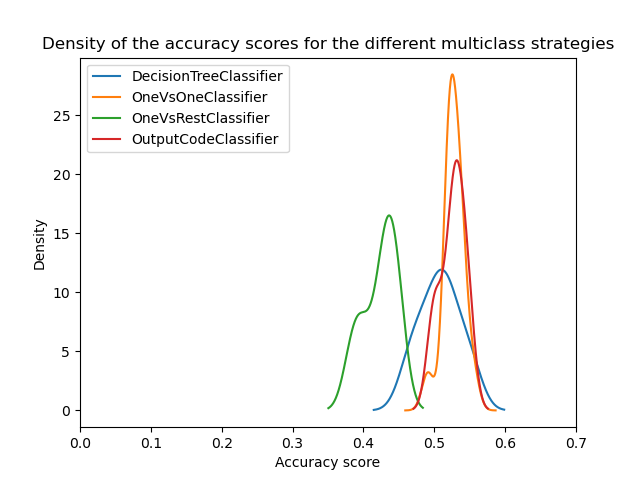 Density of the accuracy scores for the different multiclass strategies
DecisionTreeClassifier
OneVsOneClassifier
OneVsRestClassifier
OutputCodeClassifier
25
20
15
10
5
0
Density
0.0 0.1 0.2 0.3 0.4 0.5 0.6 0.7
Accuracy score